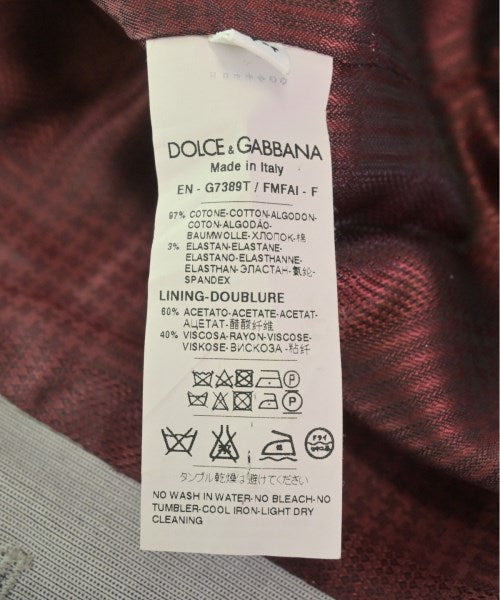 DOLCE & GABBANA
Made in Italy
EN - G7389T / FMFAI - F
97% COTONE-COTTON-ALGODON-
COTON-ALGODÃO-
BAUMWOLLE-ХЛОПОК-棉
3% ELASTAN-ELASTANE-
ELASTANO-ELASTHANNE-
ELASTHAN-ЭЛАСТАН-氨纶-
SPANDEX
LINING-DOUBLURE
60% ACETATO-ACETATE-ACETAT-
АЦЕТАТ-醋酸纤维
40% VISCOSA-RAYON-VISCOSE-
VISKOSE-ВИСКОЗА-粘纤
P
P
ドライ
タンブル乾燥は避けてください
NO WASH IN WATER-NO BLEACH-NO
TUMBLER-COOL IRON-LIGHT DRY
CLEANING